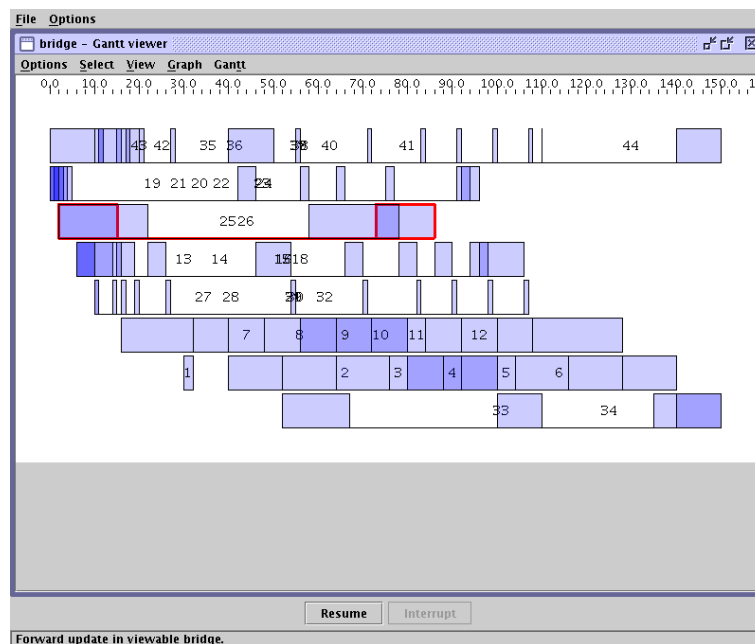 File Options
bridge – Gantt viewer
Options Select View Graph Gantt
0,0 10.0 20.0 30.0 40.0 50.0 60.0 70.0 80.0 90.0 100.0 110.0 120.0 130.0 140.0 150.0
43 42 35 36 40 41 44
19 21 20 22 24
25 26
13 14 18
27 28 32
7 8 9 10 11 12
1 2 3 4 5 6
33 34
Resume Interrupt
Forward update in viewable bridge.